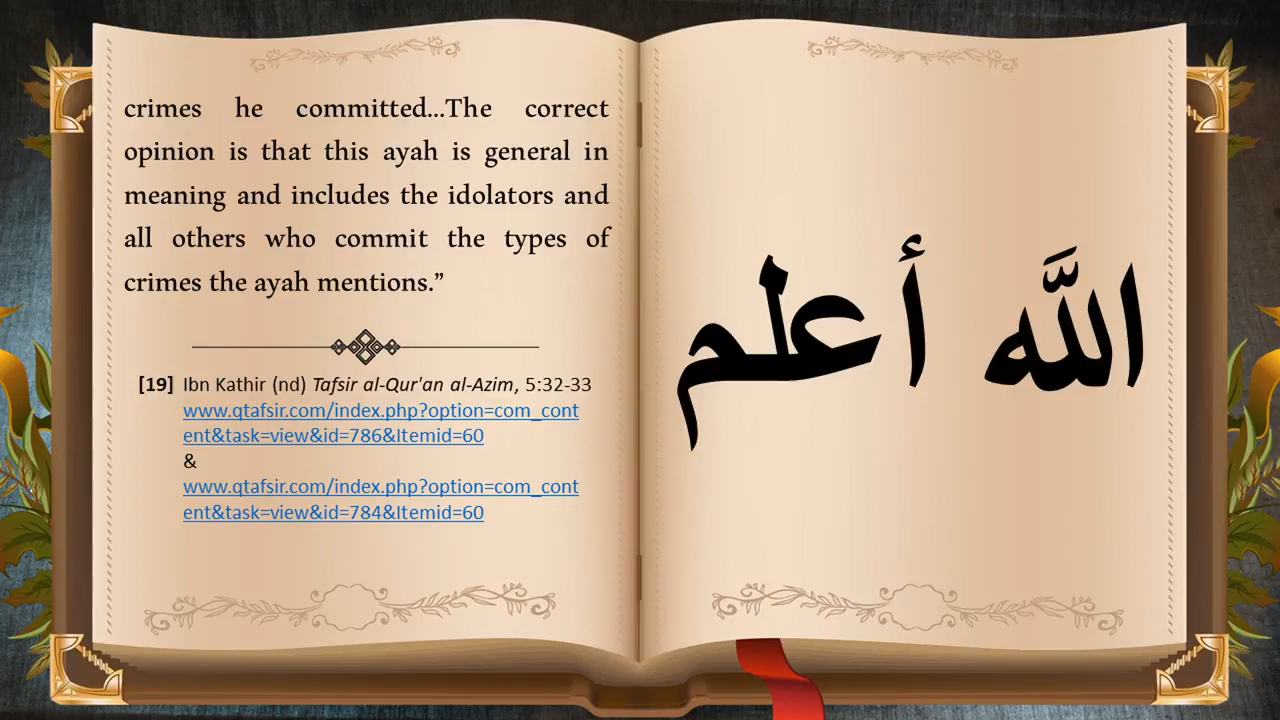 crimes he committed...The correct
opinion is that this ayah is general in
meaning and includes the idolators and
all others who commit the types of
crimes the ayah mentions.”
[19] Ibn Kathir (nd) Tafsir al-Qur'an al-Azim, 5:32-33
www.qtafsir.com/index.php?option=com_cont
ent&task=view&id=786&Itemid=60
&
www.qtafsir.com/index.php?option=com_cont
ent&task=view&id=784&Itemid=60
اللَّه أعلم